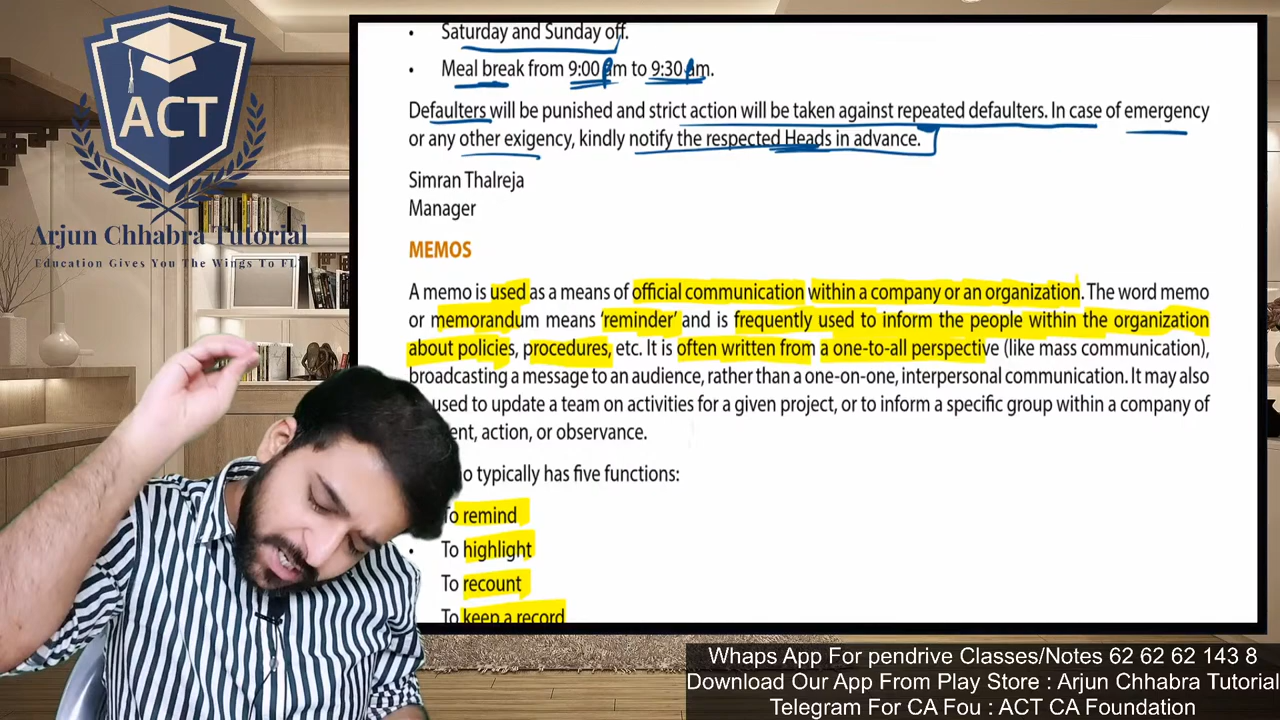 ACT
Arjun Chhabra Tutorial
Education Gives You The Wings To FL
• Saturday and Sunday off.
• Meal break from 9:00 pm to 9:30 pm.
Defaulters will be punished and strict action will be taken against repeated defaulters. In case of emergency
or any other exigency, kindly notify the respected Heads in advance.
Simran Thalreja
Manager
MEMOS
A memo is used as a means of official communication within a company or an organization. The word memo
or memorandum means ‘reminder’ and is frequently used to inform the people within the organization
about policies, procedures, etc. It is often written from a one-to-all perspective (like mass communication),
broadcasting a message to an audience, rather than a one-on-one, interpersonal communication. It may also
used to update a team on activities for a given project, or to inform a specific group within a company of
ent, action, or observance.
o typically has five functions:
To remind
• To highlight
To recount
To keep a record
Whaps App For pendrive Classes/Notes 62 62 62 143 8
Download Our App From Play Store : Arjun Chhabra Tutorial
Telegram For CA Fou : ACT CA Foundation